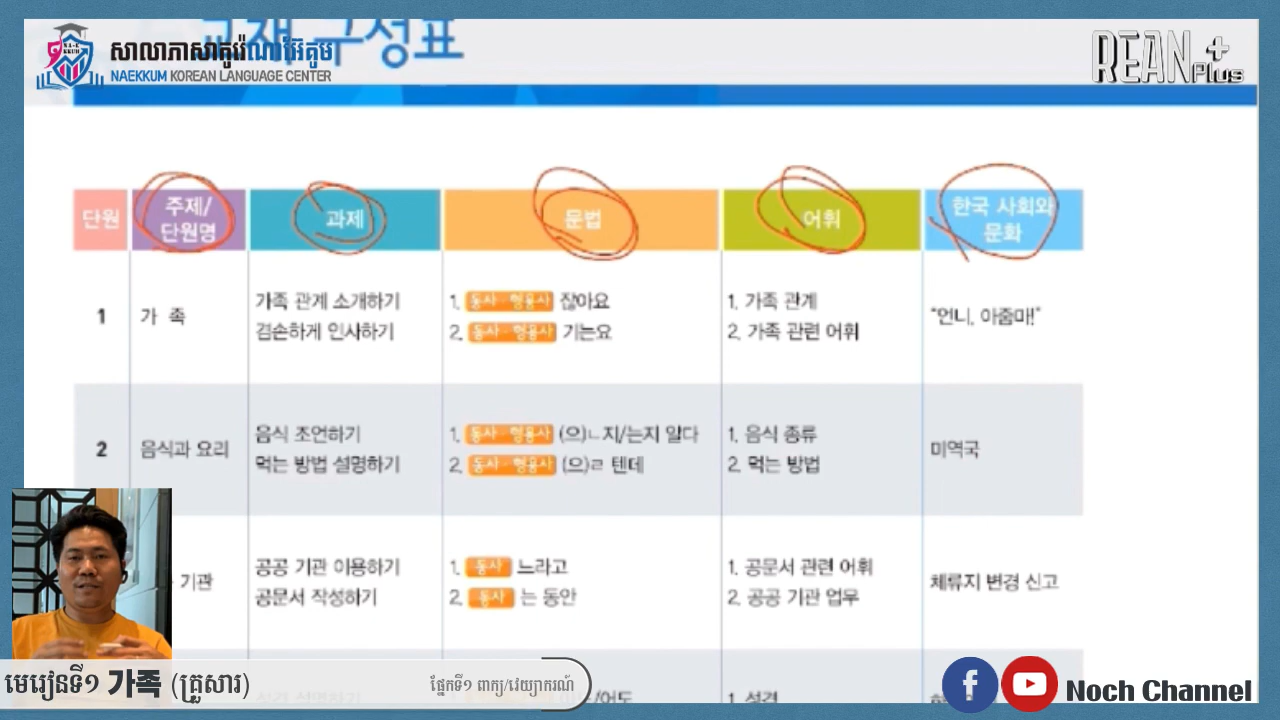 교재 구성표
សាលាភាសាកូរ៉េណាអ៊ែគូម
NAEKKUM KOREAN LANGUAGE CENTER
REAN + Plus
단원
주제/
단원명
과제
문법
어휘
한국 사회와
문화
1
가 족
가족 관계 소개하기
겸손하게 인사하기
1. 동사·형용사 잖아요
2. 동사·형용사 기는요
1. 가족 관계
2. 가족 관련 어휘
"언니, 아줌마!"
2
음식과 요리
음식 조언하기
먹는 방법 설명하기
1. 동사·형용사 (으)ㄴ지/는지 알다
2. 동사·형용사 (으)ㄹ 텐데
1. 음식 종류
2. 먹는 방법
미역국
기관
공공 기관 이용하기
공문서 작성하기
1. 동사 느라고
2. 동사 는 동안
1. 공문서 관련 어휘
2. 공공 기관 업무
체류지 변경 신고
1. 성격
មេរៀនទី១ 가족 (គ្រួសារ)
ផ្នែកទី១ ពាក្យ/វេយ្យាករណ៍
Noch Channel